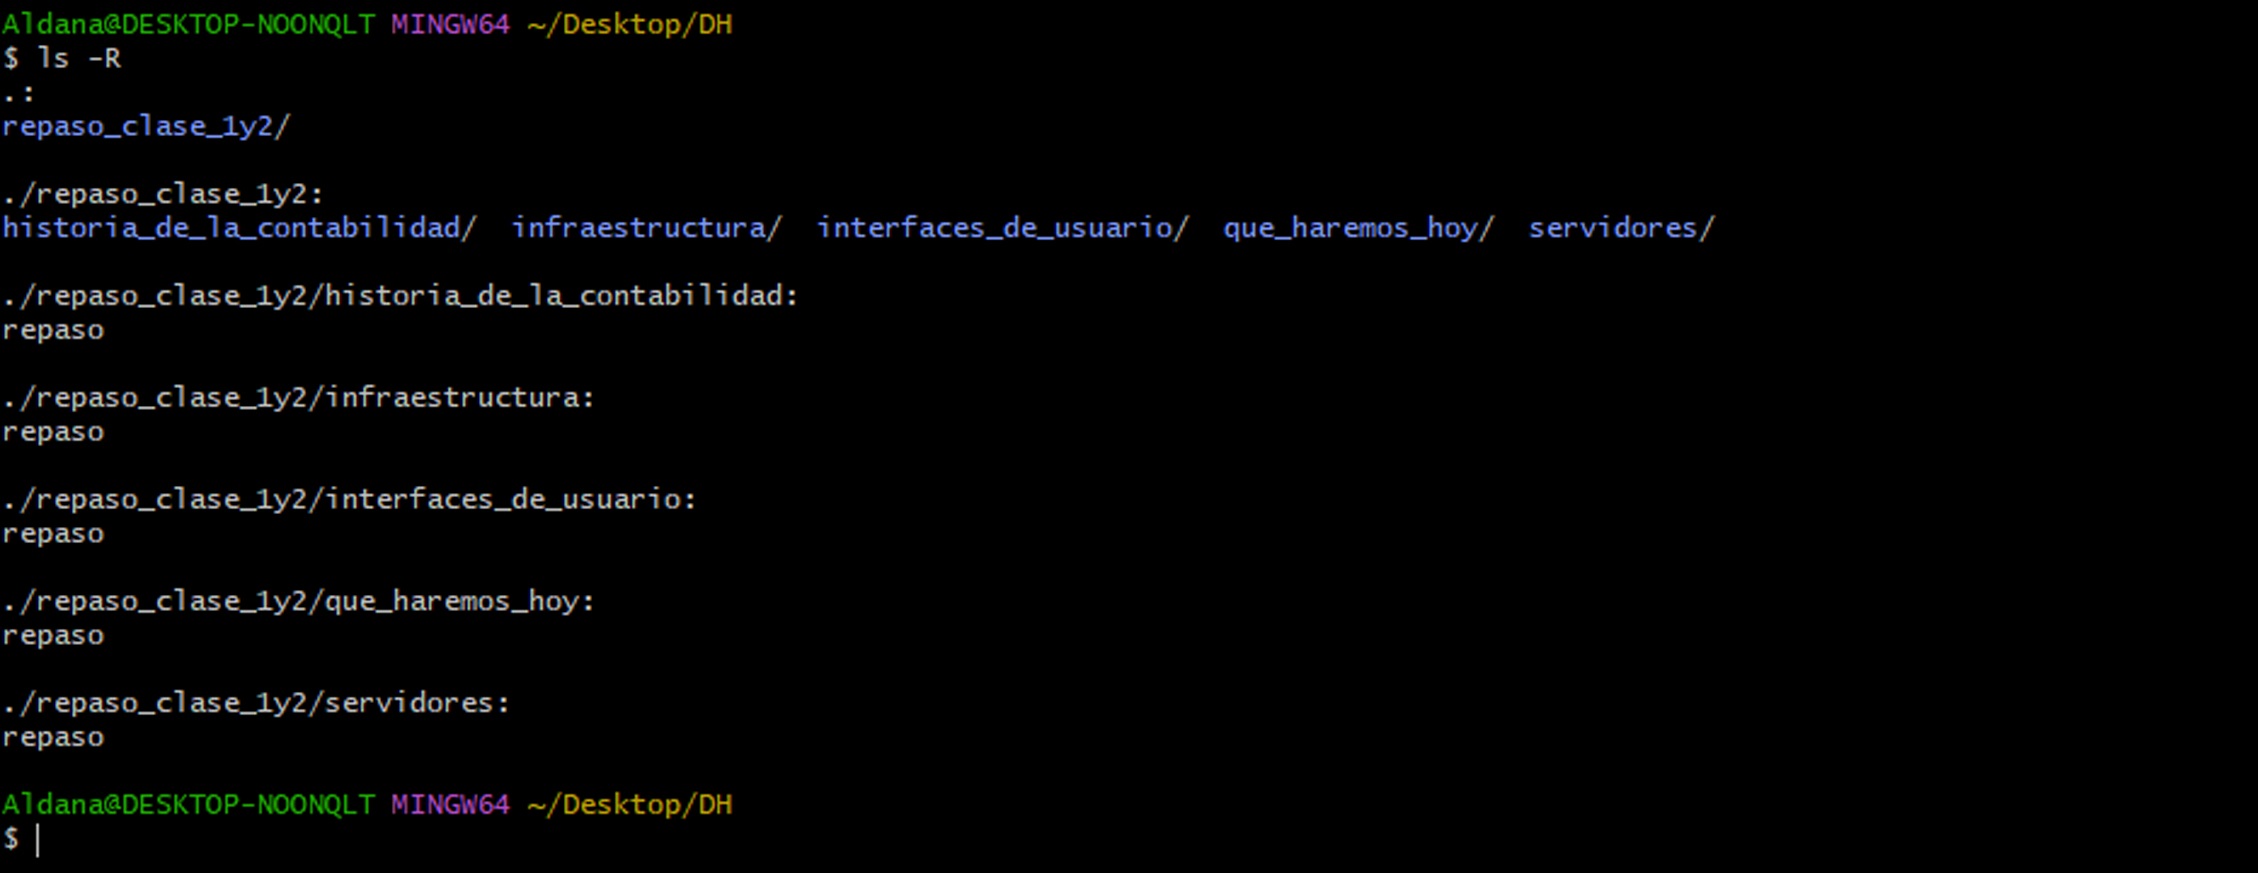 Aldana@DESKTOP-NOONQLT MINGW64 ~/Desktop/DH
$ ls -R
.:
repaso_clase_1y2/
./repaso_clase_1y2:
historia_de_la_contabilidad/  infraestructura/  interfaces_de_usuario/  que_haremos_hoy/  servidores/
./repaso_clase_1y2/historia_de_la_contabilidad:
repaso
./repaso_clase_1y2/infraestructura:
repaso
./repaso_clase_1y2/interfaces_de_usuario:
repaso
./repaso_clase_1y2/que_haremos_hoy:
repaso
./repaso_clase_1y2/servidores:
repaso
Aldana@DESKTOP-NOONQLT MINGW64 ~/Desktop/DH
$